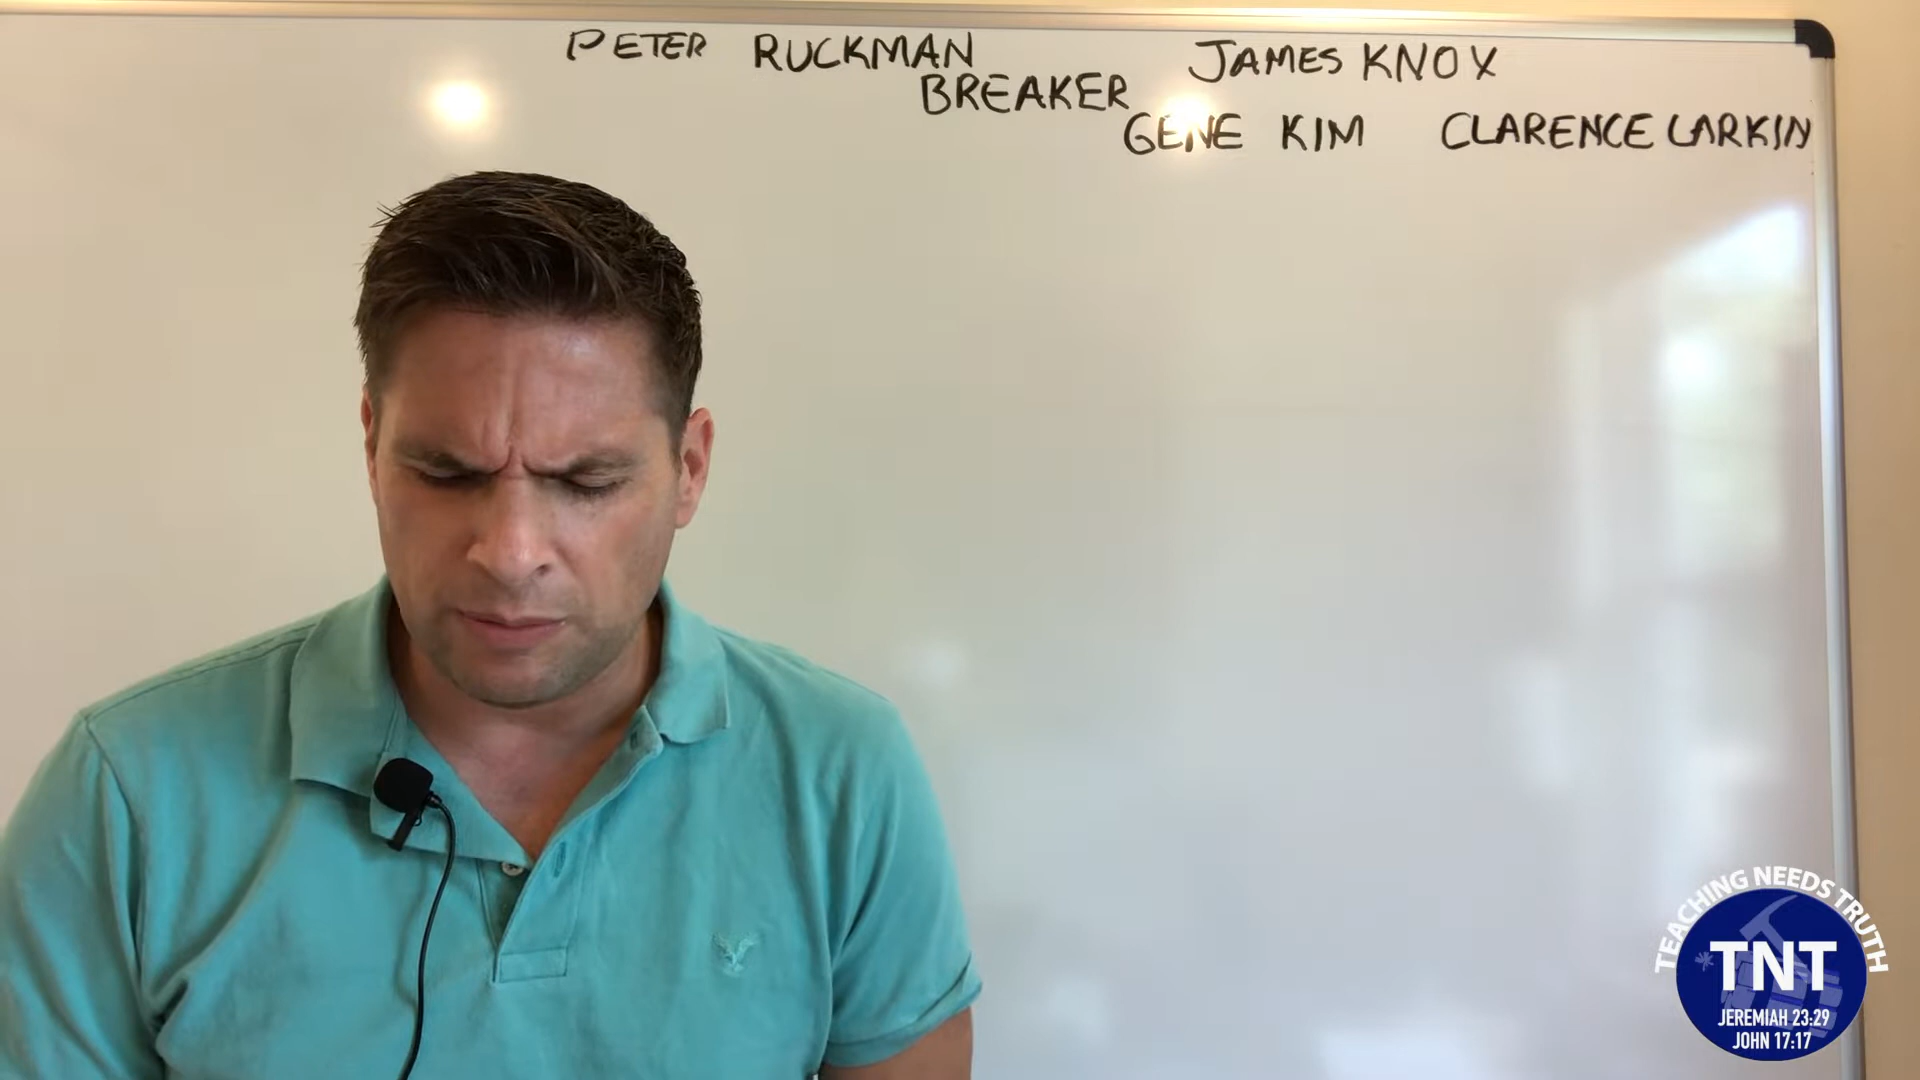 PETER RUCKMAN JAMES KNOX
BREAKER
GENE KIM CLARENCE LARKIN
TEACHING NEEDS TRUTH
TNT
JEREMIAH 23:29
JOHN 17:17